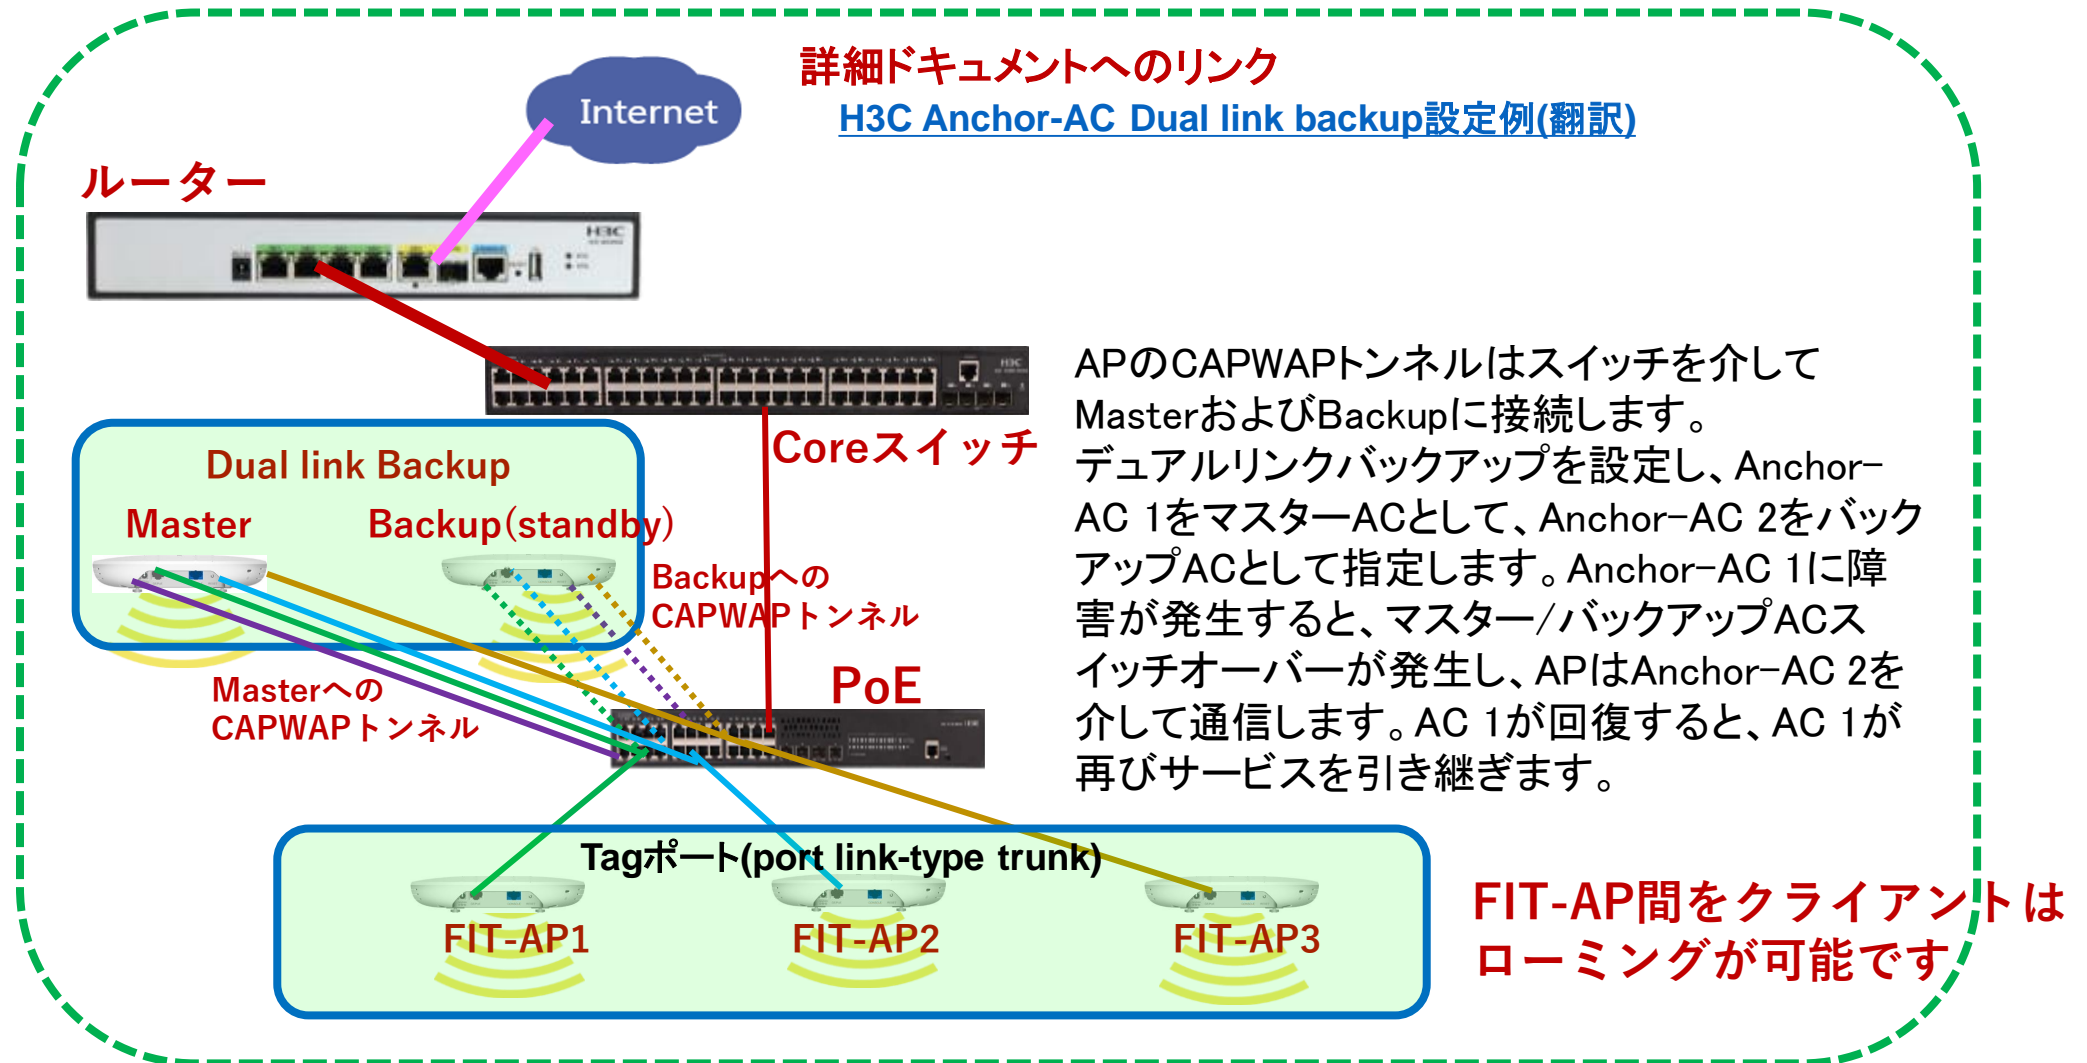 詳細ドキュメントへのリンク
H3C Anchor-AC Dual link backup設定例(翻訳)
Internet
ルーター
H3C
H3C
Coreスイッチ
Dual link Backup
Master
Backup(standby)
Backupへの
CAPWAPトンネル
Masterへの
CAPWAPトンネル
PoE
APのCAPWAPトンネルはスイッチを介して
MasterおよびBackupに接続します。
デュアルリンクバックアップを設定し、Anchor-
AC 1をマスターACとして、Anchor-AC 2をバック
アップACとして指定します。Anchor-AC 1に障
害が発生すると、マスター/バックアップACス
イッチオーバーが発生し、APはAnchor-AC 2を
介して通信します。AC 1が回復すると、AC 1が
再びサービスを引き継ぎます。
Tagポート(port link-type trunk)
FIT-AP1
FIT-AP2
FIT-AP3
FIT-AP間をクライアントは
ローミングが可能です